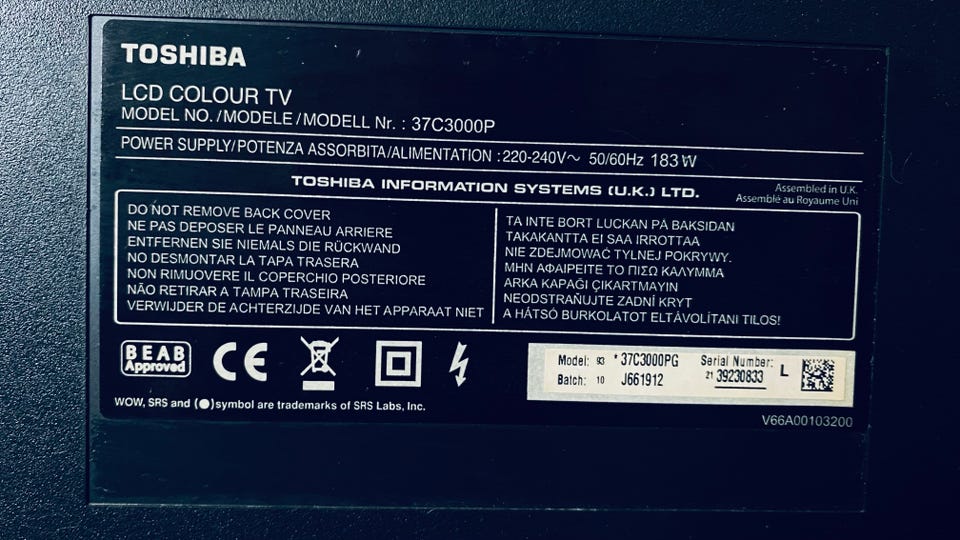 TOSHIBA
LCD COLOUR TV
MODEL NO./MODELE/MODELL Nr. : 37C3000P
POWER SUPPLY/POTENZA ASSORBITA/ALIMENTATION :220-240V~ 50/60Hz 183W
TOSHIBA INFORMATION SYSTEMS (U.K.) LTD.
Assembled in U.K.
Assemblé au Royaume Uni
DO NOT REMOVE BACK COVER
NE PAS DEPOSER LE PANNEAU ARRIERE
ENTFERNEN SIE NIEMALS DIE RÜCKWAND
NO DESMONTAR LA TAPA TRASERA
NON RIMUOVERE IL COPERCHIO POSTERIORE
NÃO RETIRAR A TAMPA TRASEIRA
VERWIJDER DE ACHTERZIJDE VAN HET APPARAAT NIET
TA INTE BORT LUCKAN PÅ BAKSIDAN
TAKAKANTTA EI SAA IRROTTAA
NIE ZDEJMOWAĆ TYLNEJ POKRYWY.
ΜΗΝ ΑΦΑΙΡΕΙΤΕ ΤΟ ΠΙΣΩ ΚΑΛΥΜΜΑ
ARKA KAPAĞI ÇIKARTMAYIN
NEODSTRAŇUJTE ZADNÍ KRYT
A HÁTSÓ BURKOLATOT ELTÁVOLÍTANI TILOS!
BEAB
Approved
CE
Model: 93 *37C3000PG Serial Number: L
Batch: 10 J661912 21 39230833
WOW, SRS and (●)symbol are trademarks of SRS Labs, Inc.
V66A00103200